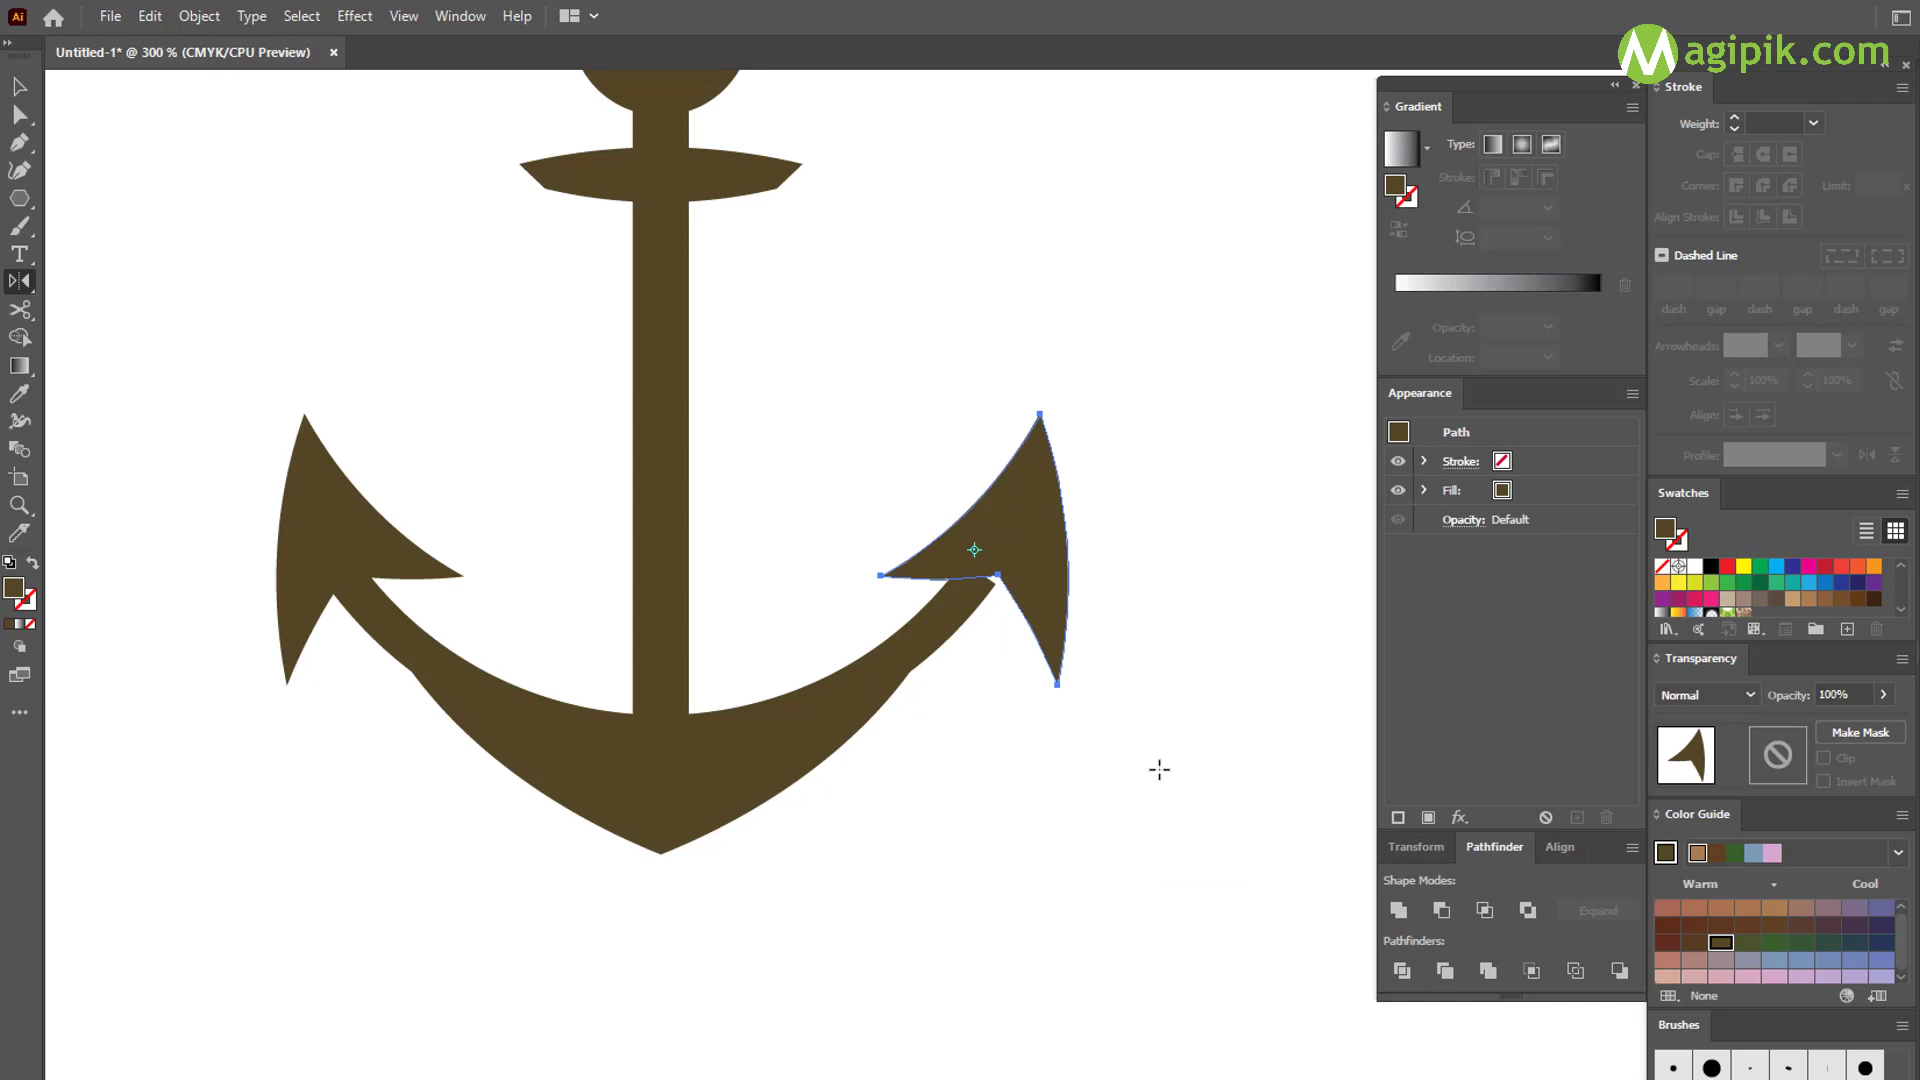 Ai File Edit Object Type Select Effect View Window Help
Magipik.com
Untitled-1* @ 300 % (CMYK/CPU Preview)
Gradient
Type:
Stroke:
Opacity:
Location:
Appearance
Path
Stroke:
Fill:
Opacity: Default
fx.
Transform Pathfinder Align
Shape Modes:
Expand
Pathfinders:
Stroke
Weight:
Cap:
Corner: Limit: x
Align Stroke:
Dashed Line
dash gap dash gap dash gap
Arrowheads:
Scale: 100% 100%
Align:
Profile:
Swatches
Transparency
Normal Opacity: 100%
Make Mask
Clip
Invert Mask
Color Guide
Warm Cool
None
Brushes